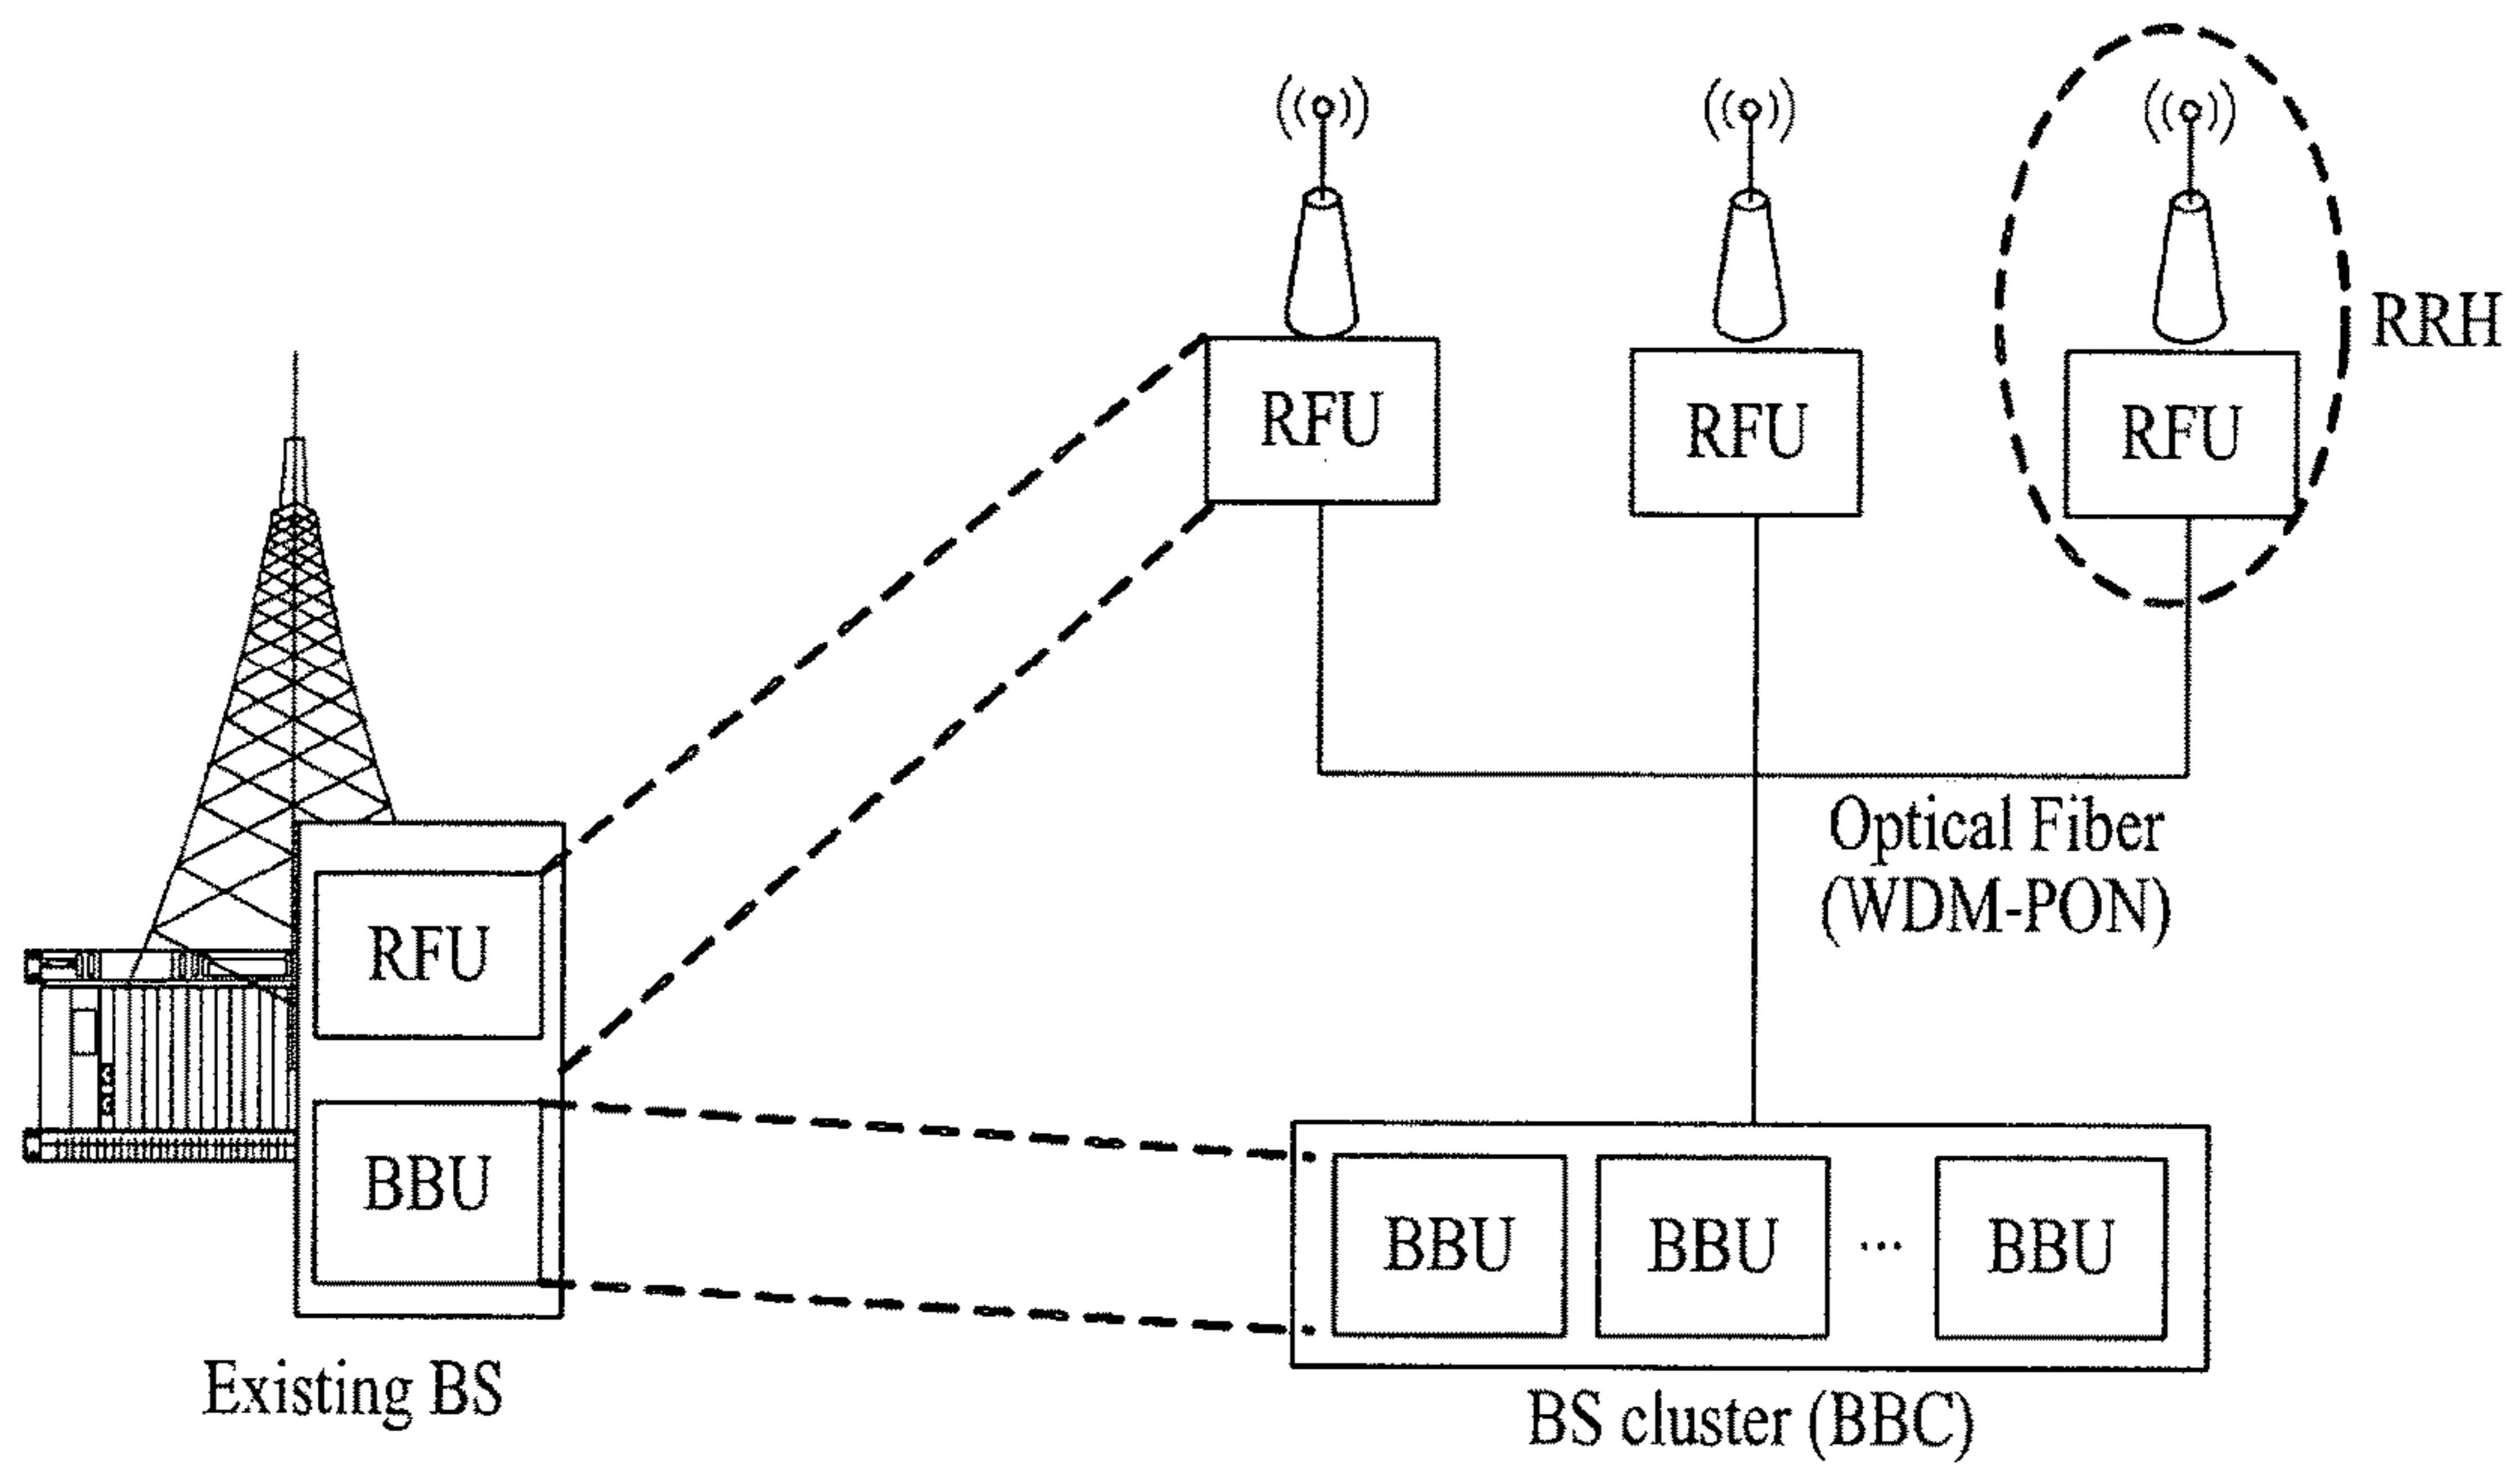 RRH
RFU
RFU
RFU
Optical Fiber
(WDM-PON)
RFU
BBU
BBU
BBU
...
BBU
Existing BS
BS cluster (BBC)